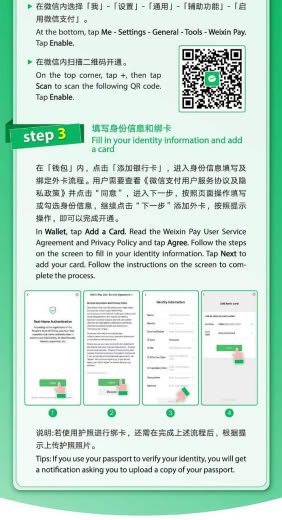 ▶ 在微信内选择「我」-「设置」-「通用」-「辅助功能」-「启
用微信支付」。
At the bottom, tap Me - Settings - General - Tools - Weixin Pay.
Tap Enable.
▶ 在微信内扫描二维码开通。
On the top corner, tap +, then tap
Scan to scan the following QR code.
Tap Enable.
step 3
填写身份信息和绑卡
Fill in your identity information and add
a card
在「钱包」内，点击「添加银行卡」，进入身份信息填写及
绑定外卡流程。用户需要查看《微信支付用户服务协议及隐
私政策》并点击“同意”，进入下一步，按照页面操作填写
或勾选身份信息，继续点击“下一步”添加外卡，按照提示
操作，即可以完成开通。
In Wallet, tap Add a Card. Read the Weixin Pay User Service
Agreement and Privacy Policy and tap Agree. Follow the steps
on the screen to fill in your identity information. Tap Next to
add your card. Follow the instructions on the screen to com-
plete the process.
Real-Name Authentication
Identity Information
1
2
3
4
说明:若使用护照进行绑卡，还需在完成上述流程后，根据提
示上传护照照片。
Tips: If you use your passport to verify your identity, you will get
a notification asking you to upload a copy of your passport.